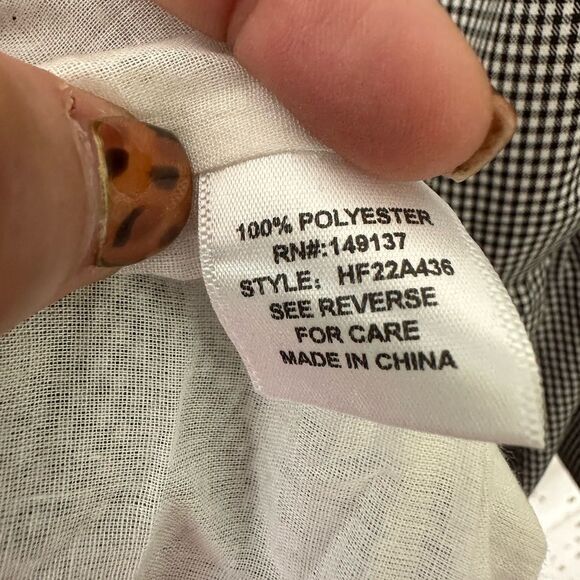 100% POLYESTER
RN#:149137
STYLE: HF22A436
SEE REVERSE
FOR CARE
MADE IN CHINA